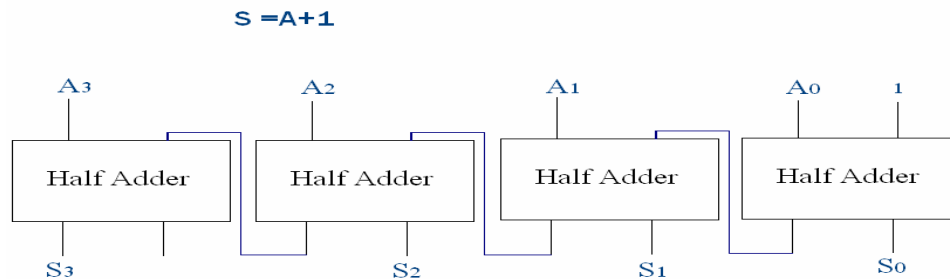 S =A+1
A3 A2 A1 A0 1
Half Adder Half Adder Half Adder Half Adder
S3 S2 S1 S0